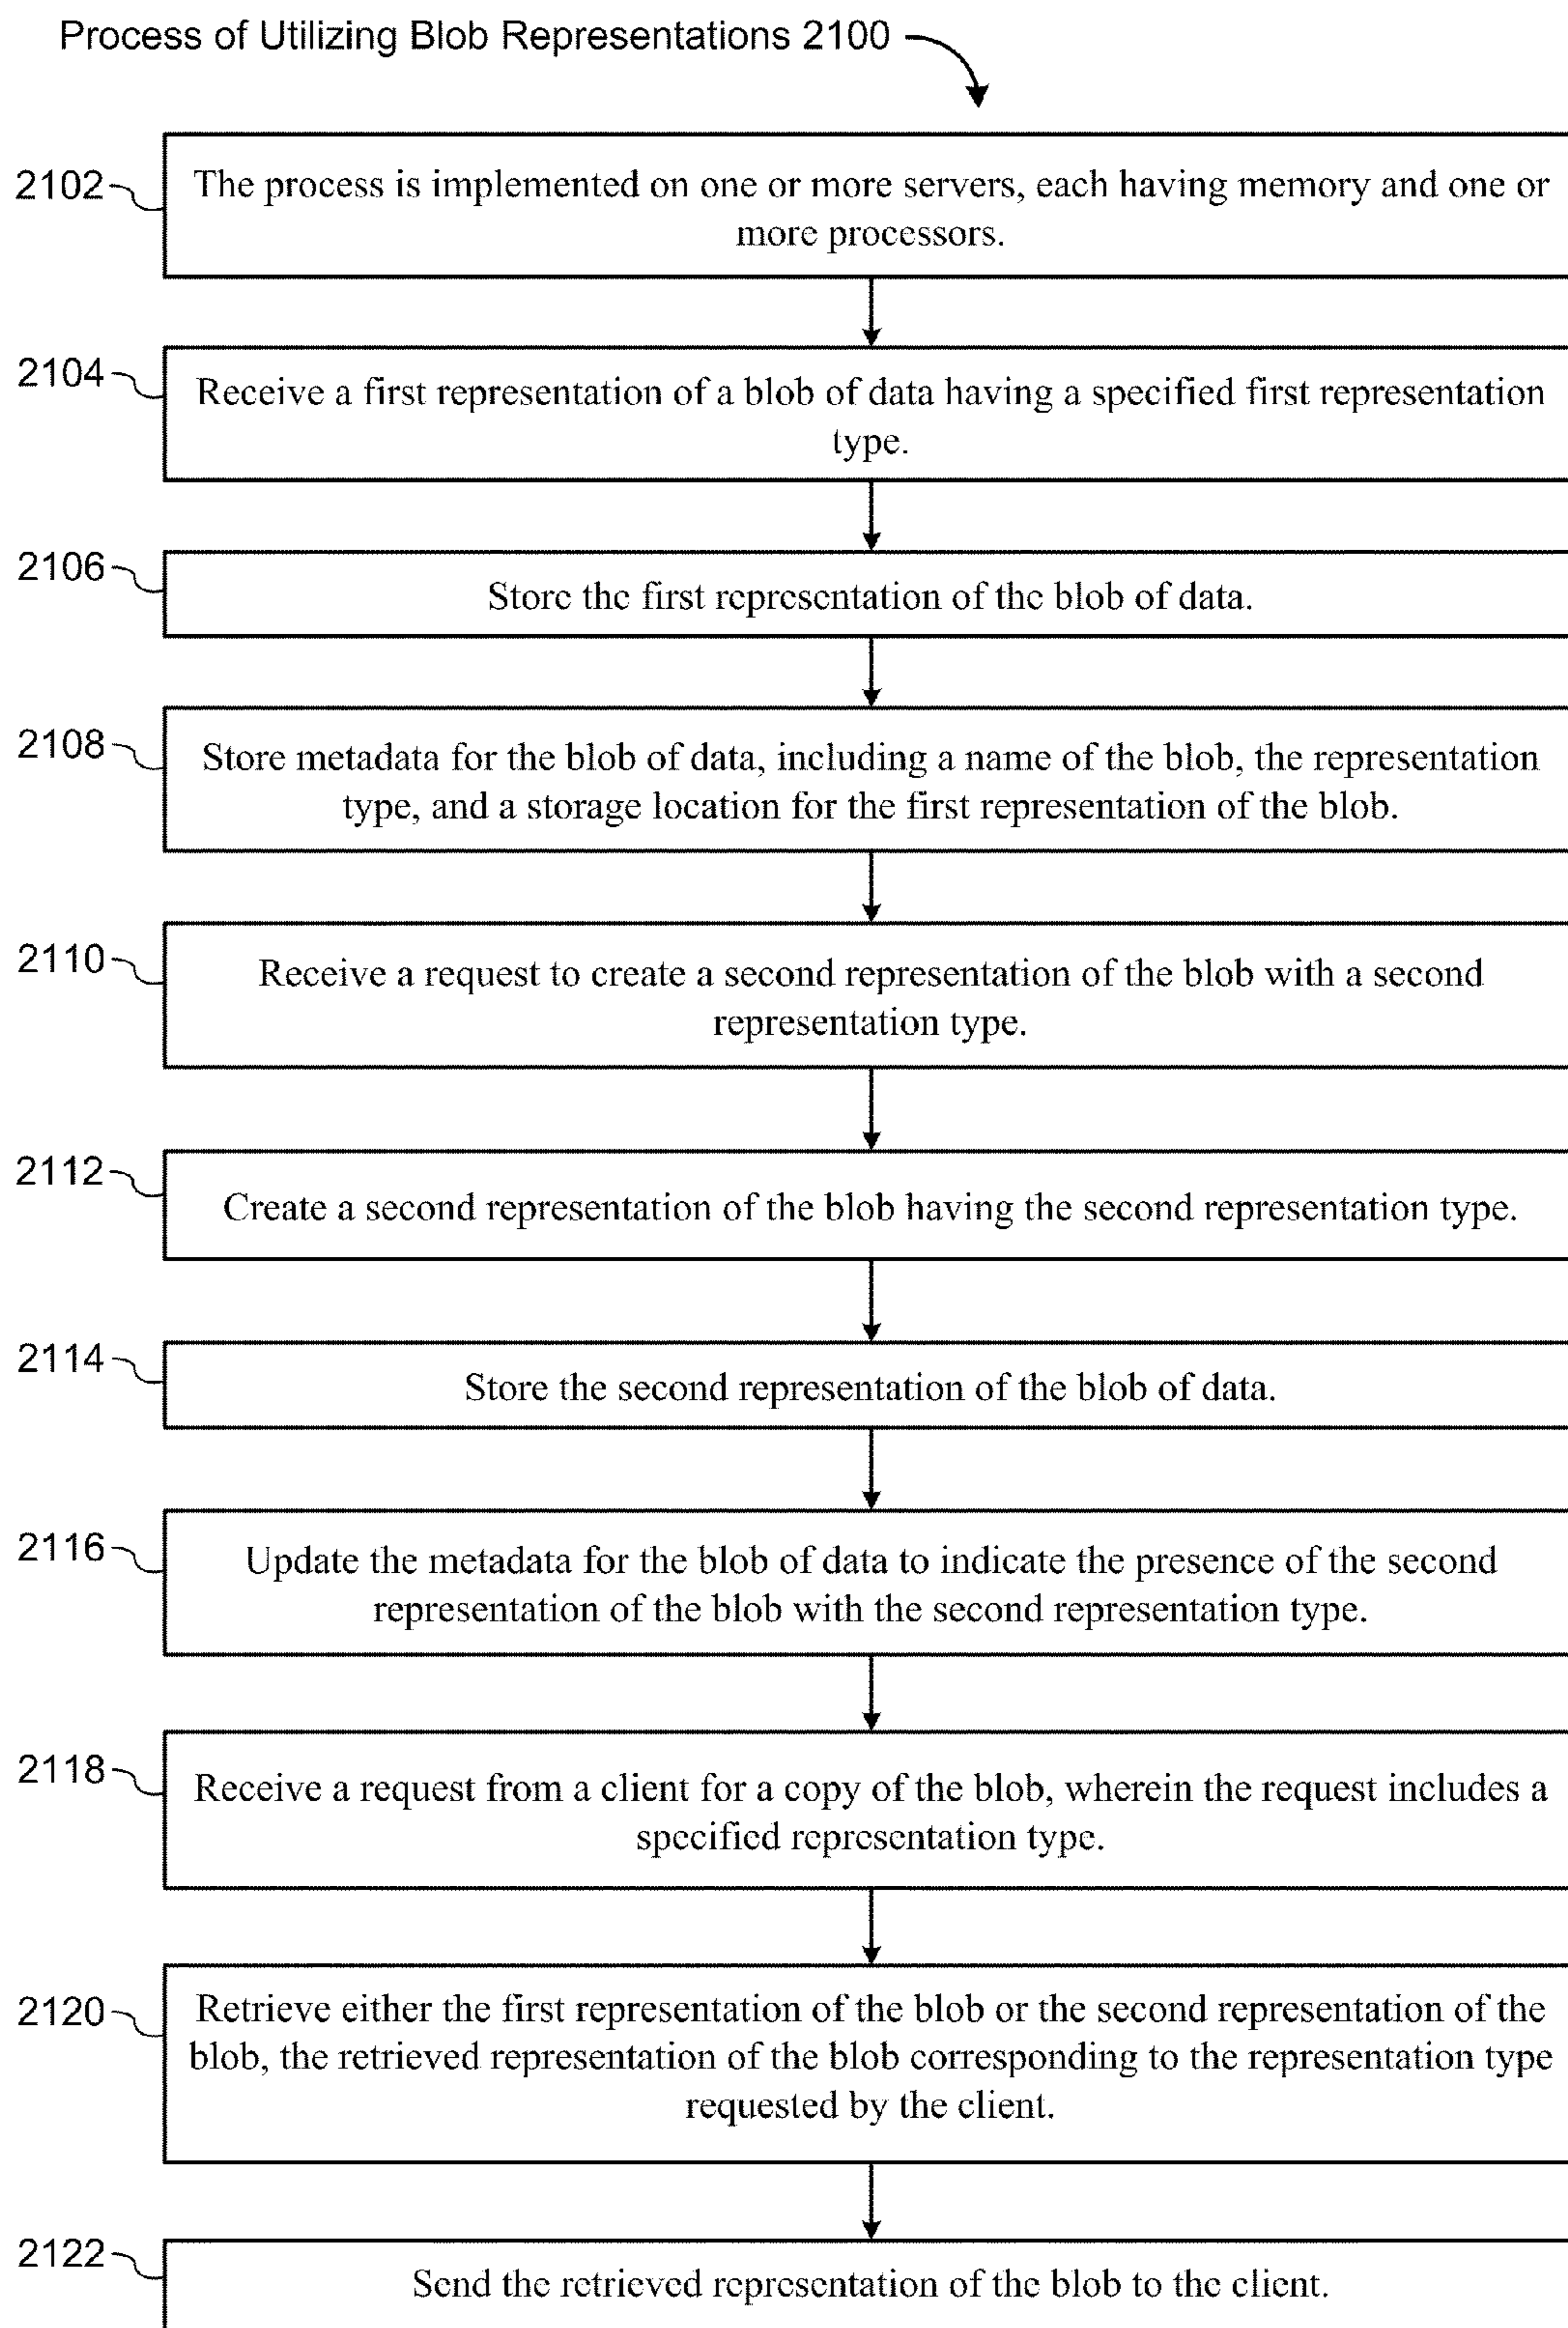 Process of Utilizing Blob Representations 2100
2102
The process is implemented on one or more servers, each having memory and one or
more processors.
2104
Receive a first representation of a blob of data having a specified first representation
type.
2106
Store the first representation of the blob of data.
2108
Store metadata for the blob of data, including a name of the blob, the representation
type, and a storage location for the first representation of the blob.
2110
Receive a request to create a second representation of the blob with a second
representation type.
2112
Create a second representation of the blob having the second representation type.
2114
Store the second representation of the blob of data.
2116
Update the metadata for the blob of data to indicate the presence of the second
representation of the blob with the second representation type.
2118
Receive a request from a client for a copy of the blob, wherein the request includes a
specified representation type.
2120
Retrieve either the first representation of the blob or the second representation of the
blob, the retrieved representation of the blob corresponding to the representation type
requested by the client.
2122
Send the retrieved representation of the blob to the client.